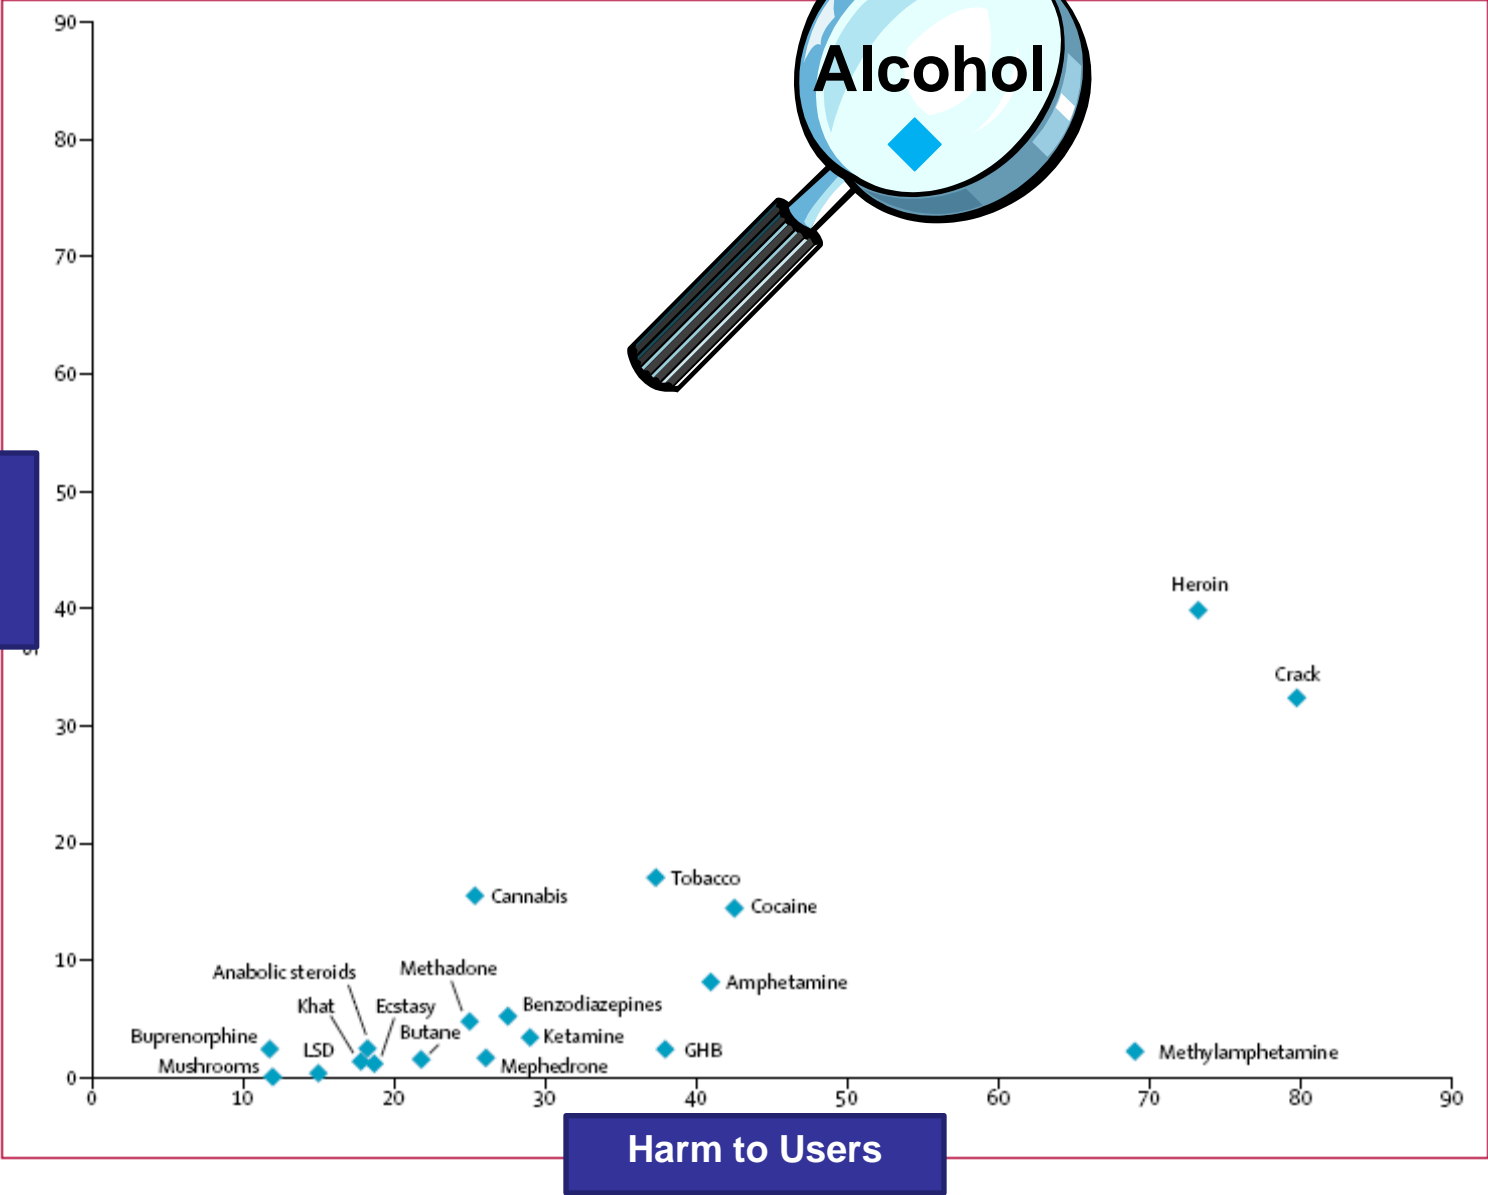 90
Alcohol
80
70
60
50
Heroin
40
Crack
30
20
Tobacco
Cannabis
Cocaine
10
Anabolic steroids
Methadone
Amphetamine
Khat
Ecstasy
Benzodiazepines
Buprenorphine
Butane
Ketamine
LSD
GHB
Methylamphetamine
Mushrooms
Mephedrone
0
0 10 20 30 40 50 60 70 80 90
Harm to Users